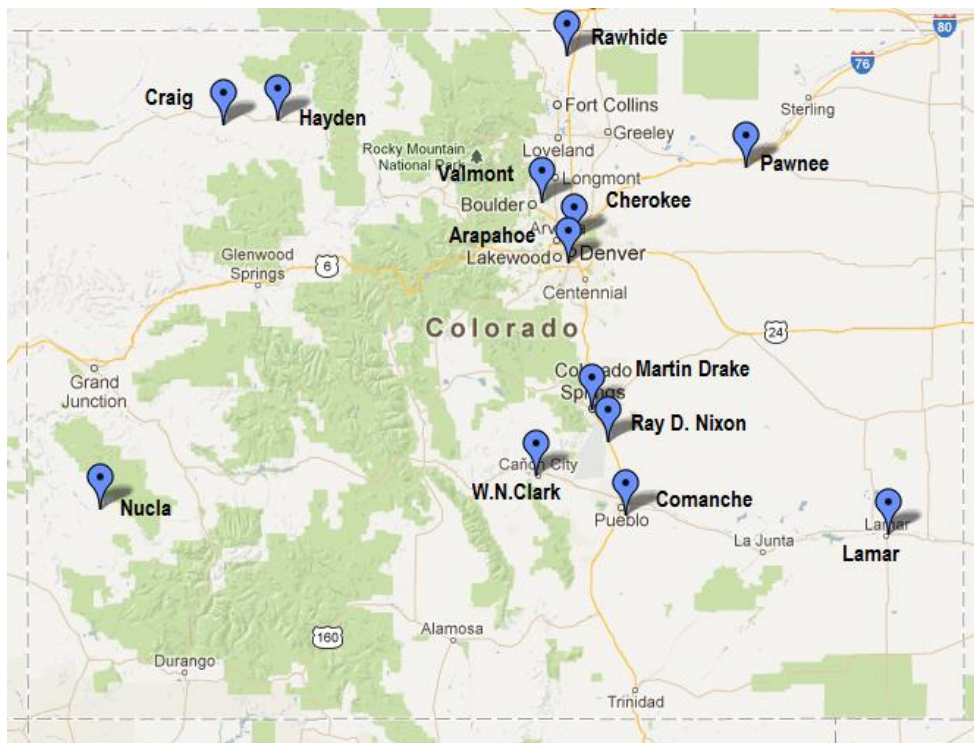 80
Rawhide
76
Craig
Hayden
Fort Collins
Sterling
Greeley
Loveland
Rocky Mountain
National Park
Pawnee
Valmont
Longmont
Boulder
Cherokee
Arapahoe
Denver
Lakewood
Glenwood
Springs
6
Centennial
Colorado
24
Grand
Junction
Martin Drake
Colorado
Springs
Ray D. Nixon
Cañon City
W.N.Clark
Nucla
Comanche
Pueblo
Lamar
La Junta
Lamar
Alamosa
160
Durango
Trinidad